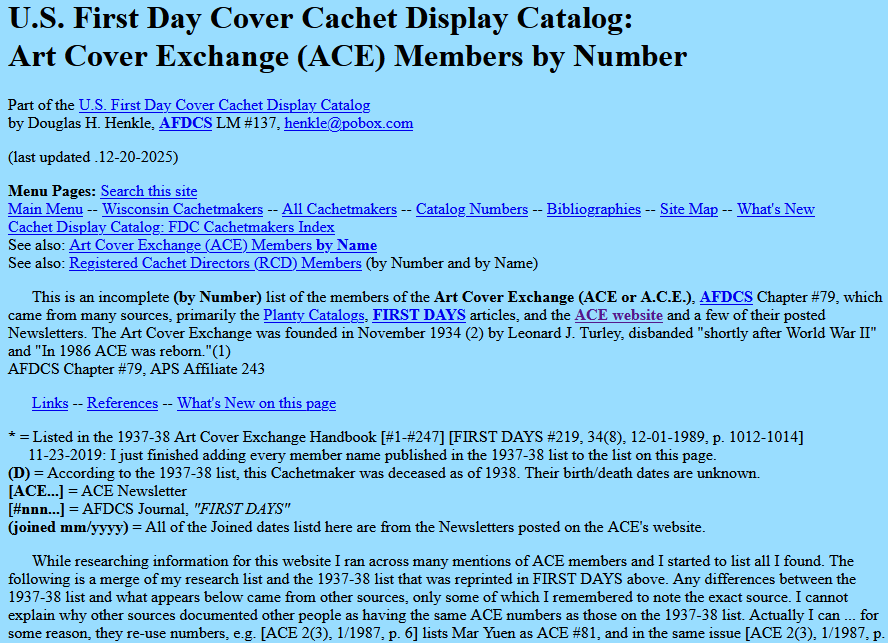 U.S. First Day Cover Cachet Display Catalog:
Art Cover Exchange (ACE) Members by Number
Part of the U.S. First Day Cover Cachet Display Catalog
by Douglas H. Henkle, AFDCS LM #137, henkle@pobox.com
(last updated .12-20-2025)
Menu Pages: Search this site
Main Menu -- Wisconsin Cachetmakers -- All Cachetmakers -- Catalog Numbers -- Bibliographies -- Site Map -- What's New
Cachet Display Catalog: FDC Cachetmakers Index
See also: Art Cover Exchange (ACE) Members by Name
See also: Registered Cachet Directors (RCD) Members (by Number and by Name)
This is an incomplete (by Number) list of the members of the Art Cover Exchange (ACE or A.C.E.), AFDCS Chapter #79, which
came from many sources, primarily the Planty Catalogs, FIRST DAYS articles, and the ACE website and a few of their posted
Newsletters. The Art Cover Exchange was founded in November 1934 (2) by Leonard J. Turley, disbanded "shortly after World War II"
and "In 1986 ACE was reborn."(1)
AFDCS Chapter #79, APS Affiliate 243
Links -- References -- What's New on this page
* = Listed in the 1937-38 Art Cover Exchange Handbook [#1-#247] [FIRST DAYS #219, 34(8), 12-01-1989, p. 1012-1014]
11-23-2019: I just finished adding every member name published in the 1937-38 list to the list on this page.
(D) = According to the 1937-38 list, this Cachetmaker was deceased as of 1938. Their birth/death dates are unknown.
[ACE...] = ACE Newsletter
[#nnn...] = AFDCS Journal, "FIRST DAYS"
(joined mm/yyyy) = All of the Joined dates listd here are from the Newsletters posted on the ACE's website.
While researching information for this website I ran across many mentions of ACE members and I started to list all I found. The
following is a merge of my research list and the 1937-38 list that was reprinted in FIRST DAYS above. Any differences between the
1937-38 list and what appears below came from other sources, only some of which I remembered to note the exact source. I cannot
explain why other sources documented other people as having the same ACE numbers as those on the 1937-38 list. Actually I can ... for
some reason, they re-use numbers, e.g. [ACE 2(3), 1/1987, p. 6] lists Mar Yuen as ACE #81, and in the same issue [ACE 2(3), 1/1987, p.